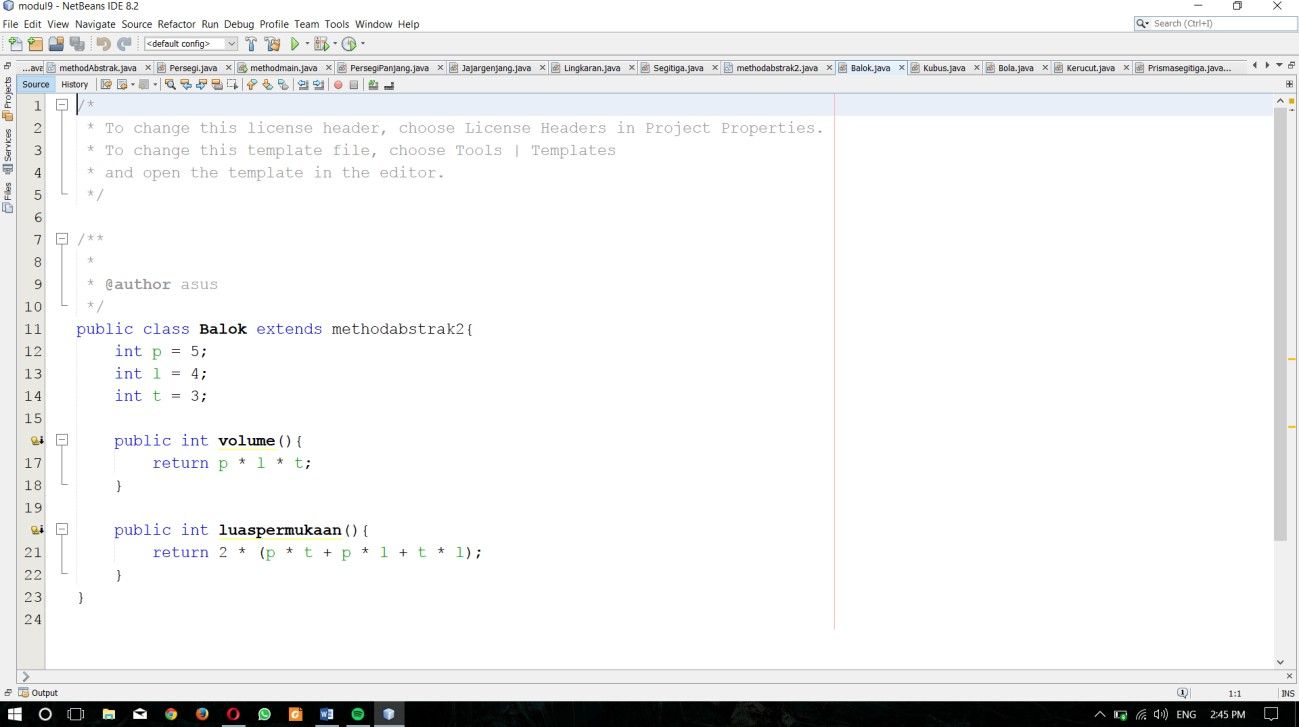 modul9 - NetBeans IDE 8.2
File Edit View Navigate Source Refactor Run Debug Profile Team Tools Window Help
Search (Ctrl+I)
<default config>
...ava methodAbstrak.java Persegi.java methodmain.java PersegiPanjang.java Jajargenjang.java Lingkaran.java Segitiga.java methodabstrak2.java Balok.java Kubus.java Bola.java Kerucut.java Prismasegitiga.java...
Source History
Projects
Services
Files
1 /*
2 * To change this license header, choose License Headers in Project Properties.
3 * To change this template file, choose Tools | Templates
4 * and open the template in the editor.
5 */
6
7 /**
8 *
9 * @author asus
10 */
11 public class Balok extends methodabstrak2{
12 int p = 5;
13 int l = 4;
14 int t = 3;
15
public int volume(){
17 return p * l * t;
18 }
19
public int luaspermukaan(){
21 return 2 * (p * t + p * l + t * l);
22 }
23 }
24
Output
1:1 INS
ENG 2:45 PM